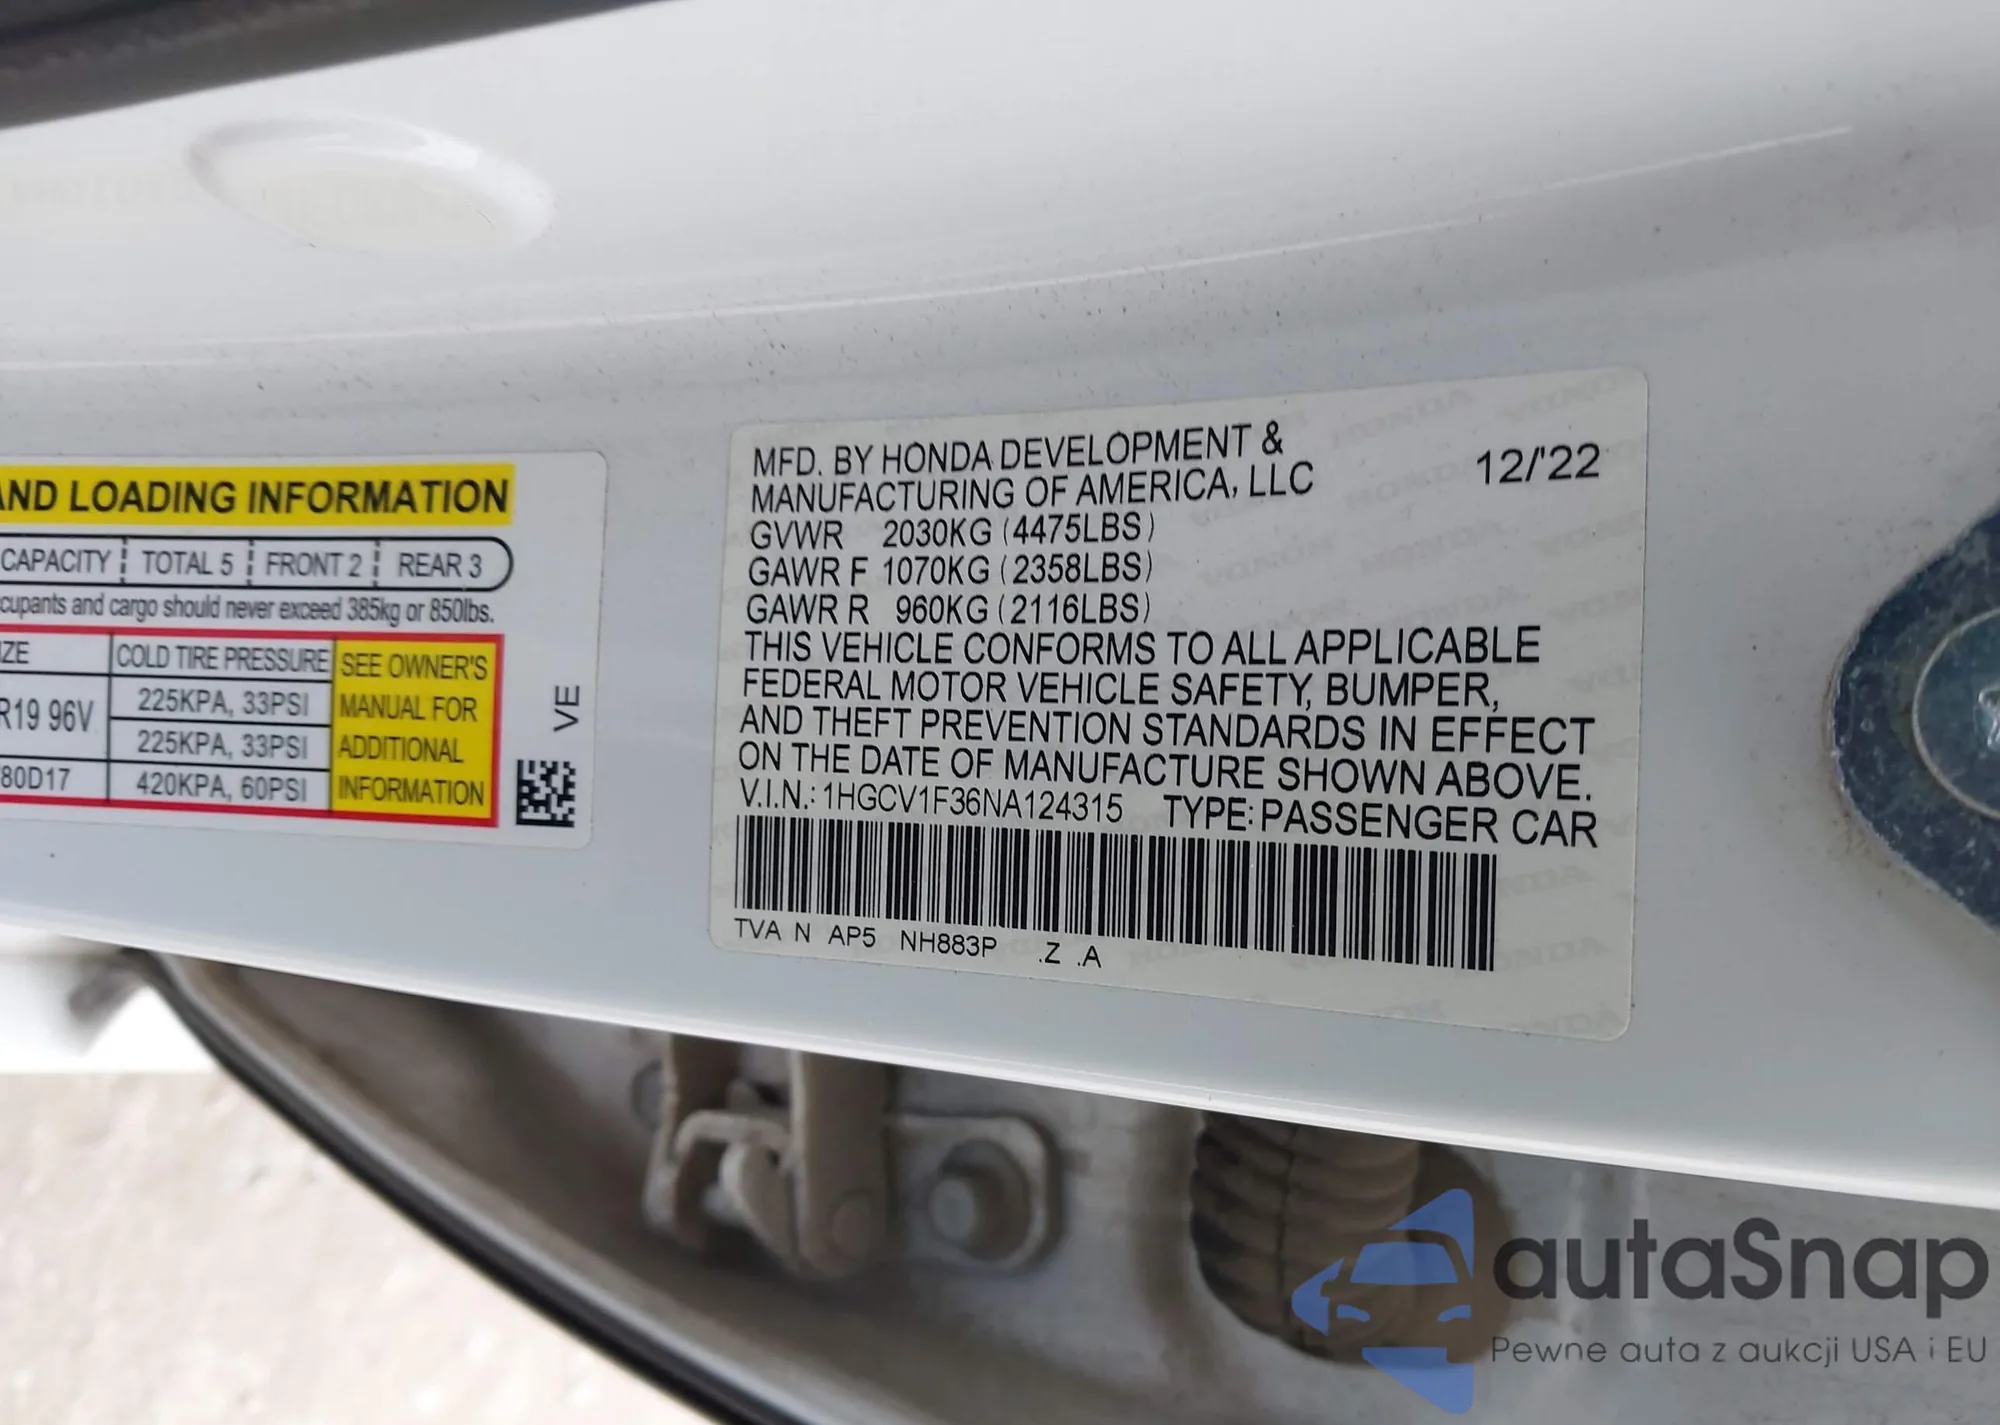 AND LOADING INFORMATION
CAPACITY TOTAL 5 FRONT 2 REAR 3
cupants and cargo should never exceed 385kg or 850lbs.
IZE COLD TIRE PRESSURE SEE OWNER'S
R19 96V 225KPA, 33PSI MANUAL FOR
225KPA, 33PSI ADDITIONAL
80D17 420KPA, 60PSI INFORMATION
VE
MFD. BY HONDA DEVELOPMENT & 12/'22
MANUFACTURING OF AMERICA, LLC
GVWR 2030KG (4475LBS)
GAWR F 1070KG (2358LBS)
GAWR R 960KG (2116LBS)
THIS VEHICLE CONFORMS TO ALL APPLICABLE
FEDERAL MOTOR VEHICLE SAFETY, BUMPER,
AND THEFT PREVENTION STANDARDS IN EFFECT
ON THE DATE OF MANUFACTURE SHOWN ABOVE.
V.I.N.: 1HGCV1F36NA124315 TYPE: PASSENGER CAR
TVA N AP5 NH883P .Z .A
autaSnap
Pewne auta z aukcji USA i EU